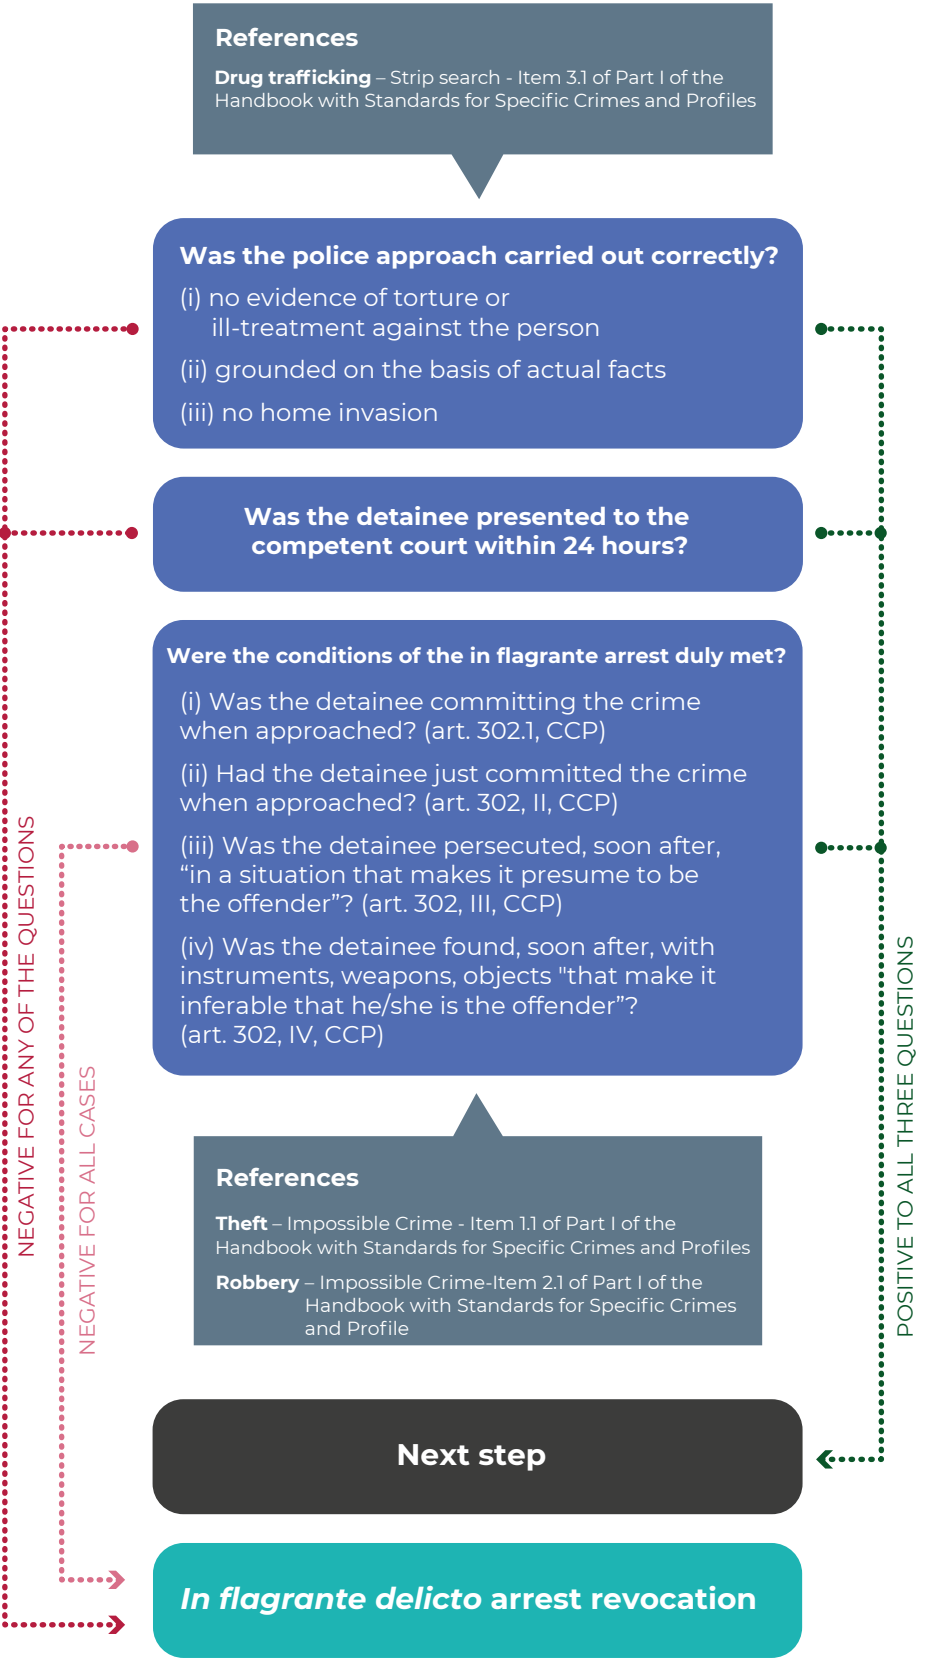 References
Drug trafficking – Strip search - Item 3.1 of Part I of the
Handbook with Standards for Specific Crimes and Profiles
Was the police approach carried out correctly?
(i) no evidence of torture or
ill-treatment against the person
(ii) grounded on the basis of actual facts
(iii) no home invasion
Was the detainee presented to the
competent court within 24 hours?
Were the conditions of the in flagrante arrest duly met?
(i) Was the detainee committing the crime
when approached? (art. 302.1, CCP)
(ii) Had the detainee just committed the crime
when approached? (art. 302, II, CCP)
(iii) Was the detainee persecuted, soon after,
“in a situation that makes it presume to be
the offender”? (art. 302, III, CCP)
(iv) Was the detainee found, soon after, with
instruments, weapons, objects "that make it
inferable that he/she is the offender”?
(art. 302, IV, CCP)
NEGATIVE FOR ANY OF THE QUESTIONS
NEGATIVE FOR ALL CASES
POSITIVE TO ALL THREE QUESTIONS
References
Theft – Impossible Crime - Item 1.1 of Part I of the
Handbook with Standards for Specific Crimes and Profiles
Robbery – Impossible Crime-Item 2.1 of Part I of the
Handbook with Standards for Specific Crimes
and Profile
Next step
In flagrante delicto arrest revocation